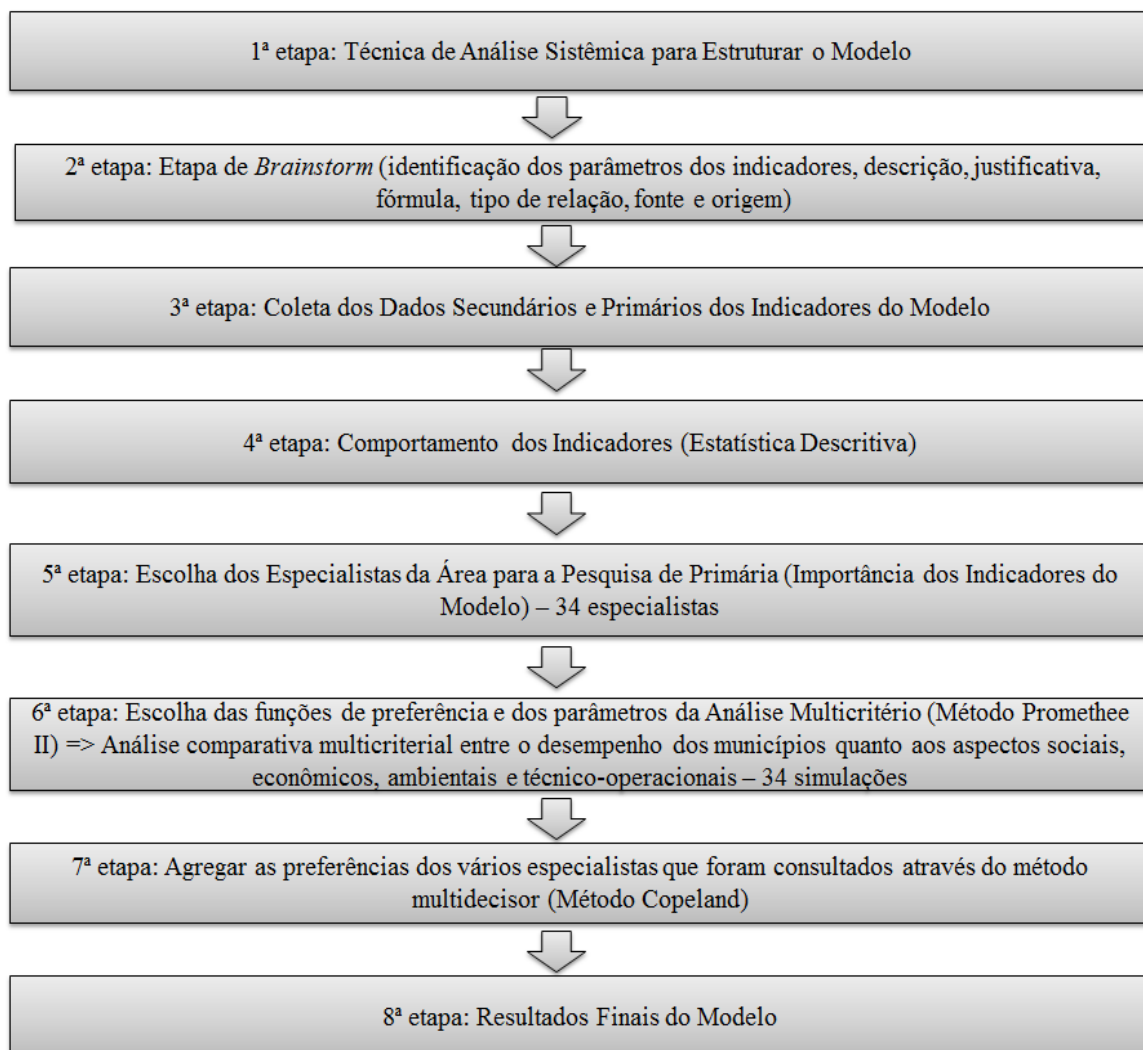 1ª etapa: Técnica de Análise Sistêmica para Estruturar o Modelo
2ª etapa: Etapa de Brainstorm (identificação dos parâmetros dos indicadores, descrição, justificativa,
fórmula, tipo de relação, fonte e origem)
3ª etapa: Coleta dos Dados Secundários e Primários dos Indicadores do Modelo
4ª etapa: Comportamento dos Indicadores (Estatística Descritiva)
5ª etapa: Escolha dos Especialistas da Área para a Pesquisa de Primária (Importância dos Indicadores do
Modelo) – 34 especialistas
6ª etapa: Escolha das funções de preferência e dos parâmetros da Análise Multicritério (Método Promethee
II) => Análise comparativa multicriterial entre o desempenho dos municípios quanto aos aspectos sociais,
econômicos, ambientais e técnico-operacionais – 34 simulações
7ª etapa: Agregar as preferências dos vários especialistas que foram consultados através do método
multidecisor (Método Copeland)
8ª etapa: Resultados Finais do Modelo